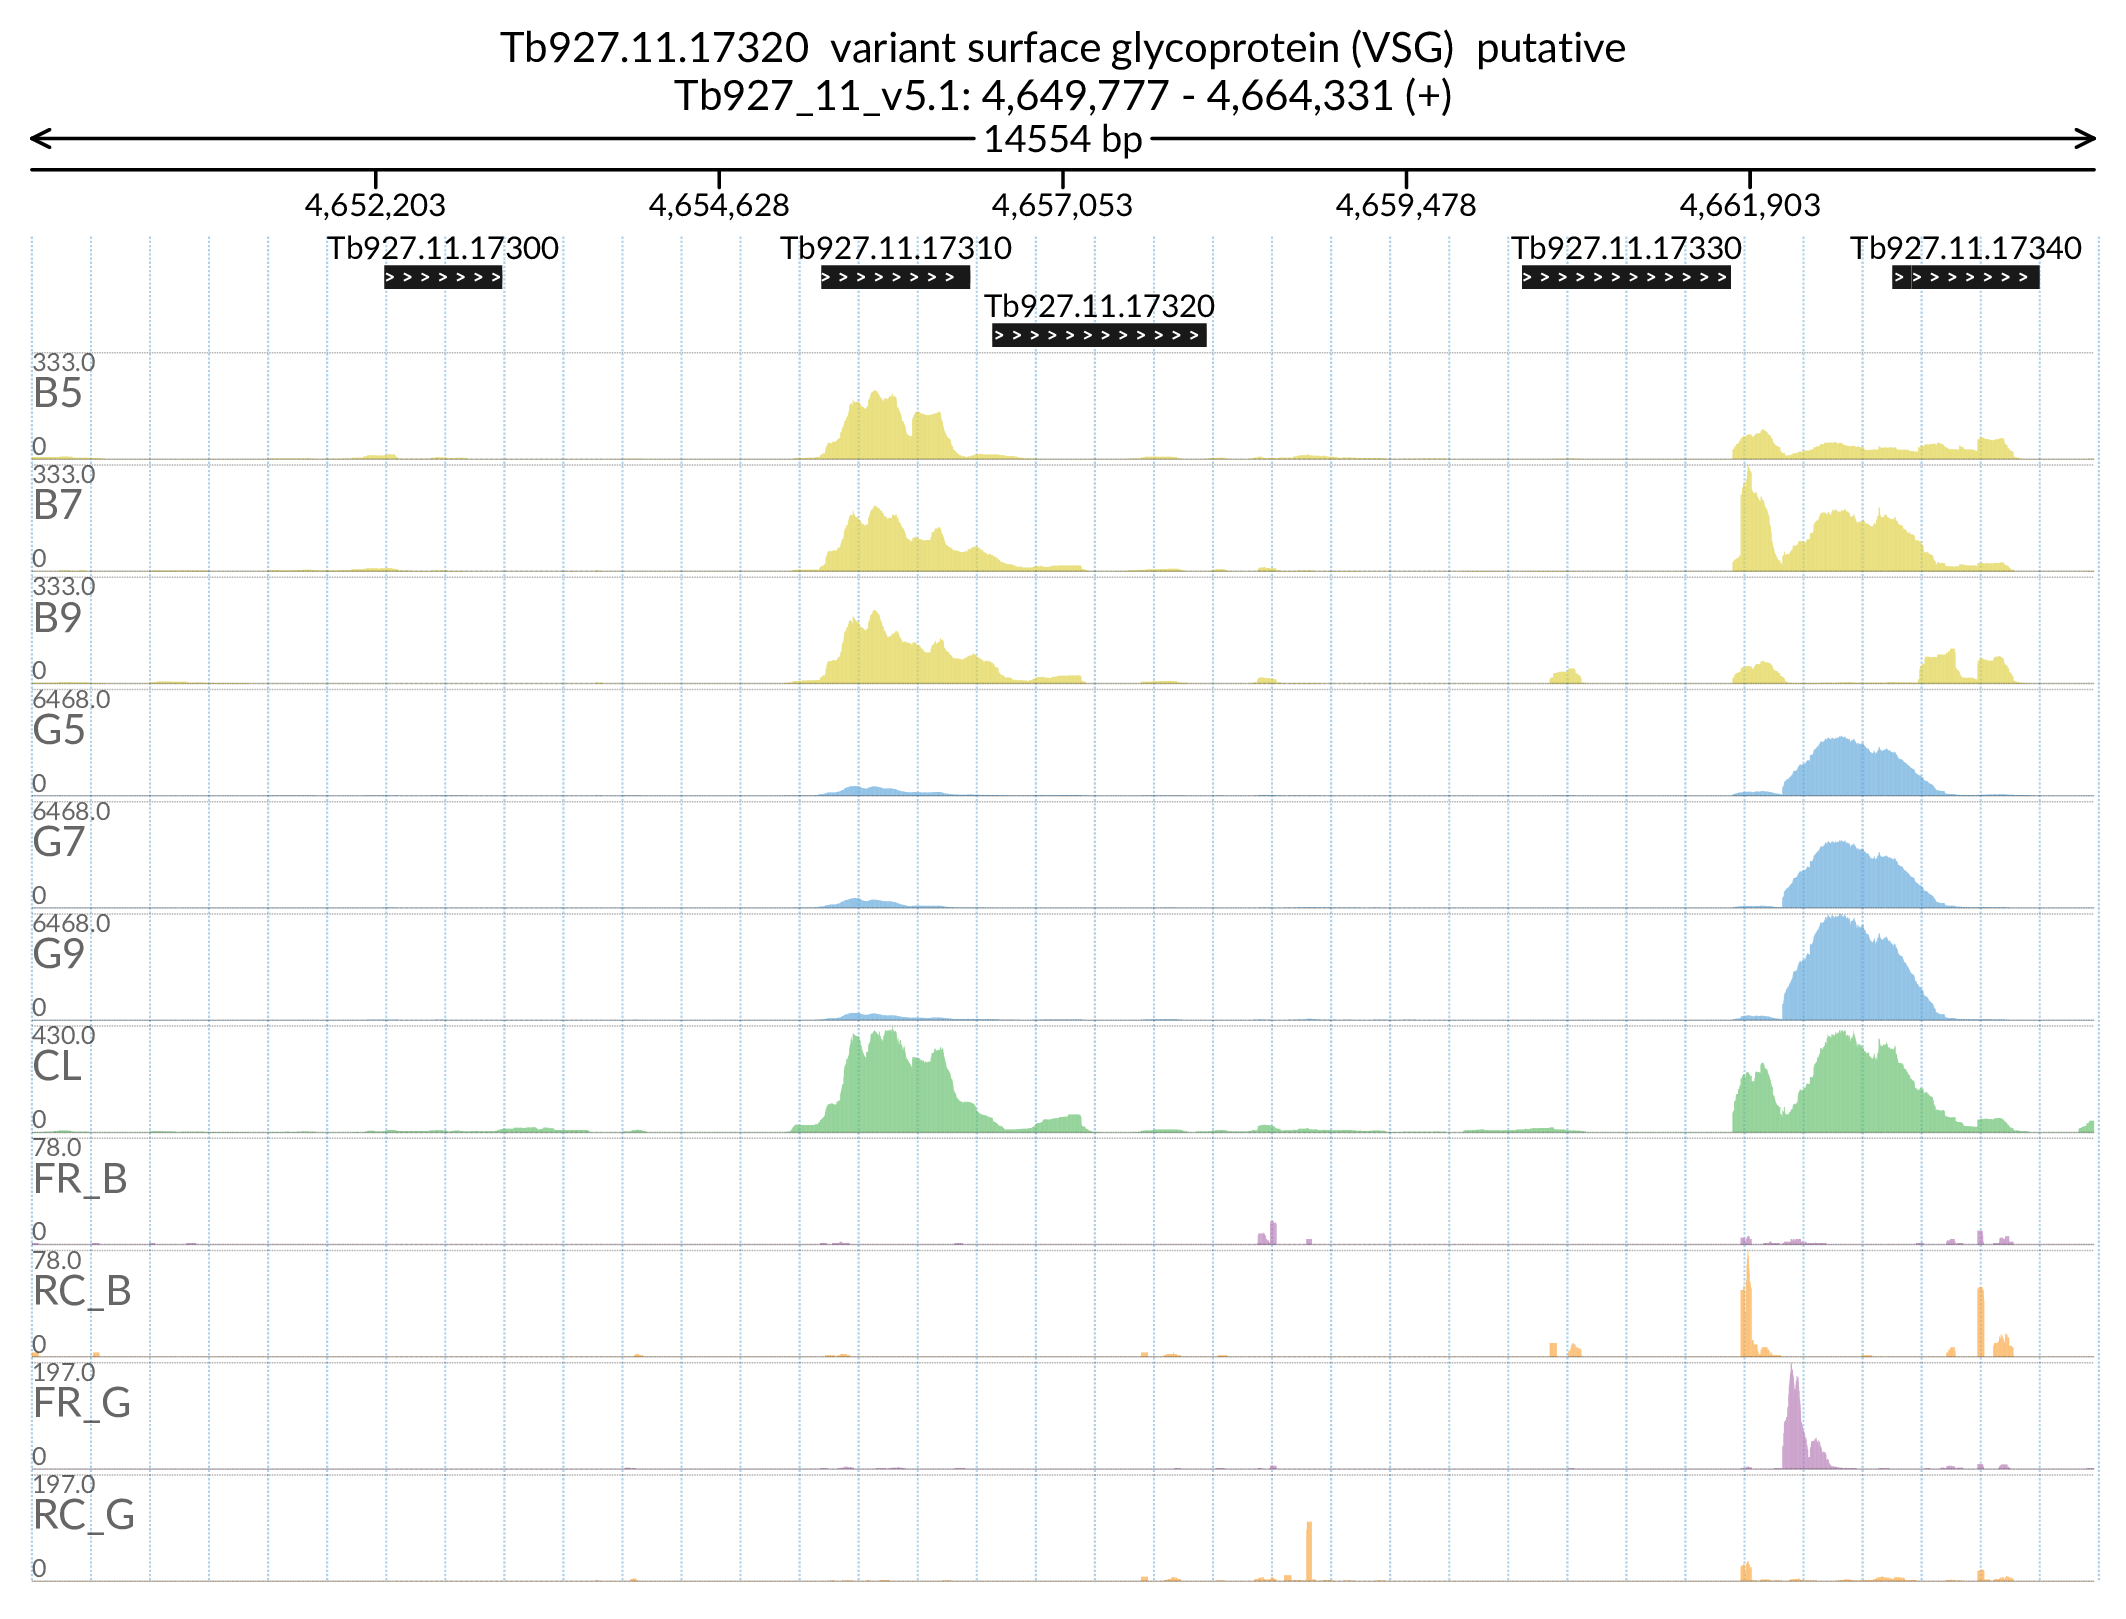 Tb927.11.17320 variant surface glycoprotein (VSG) putative
Tb927_11_v5.1: 4,649,777 - 4,664,331 (+)
14554 bp
4,652,203 4,654,628 4,657,053 4,659,478 4,661,903
Tb927.11.17300 Tb927.11.17310 Tb927.11.17330 Tb927.11.17340
Tb927.11.17320
333.0
B5
0
333.0
B7
0
333.0
B9
0
6468.0
G5
0
6468.0
G7
0
6468.0
G9
0
430.0
CL
0
78.0
FR_B
0
78.0
RC_B
0
197.0
FR_G
0
197.0
RC_G
0